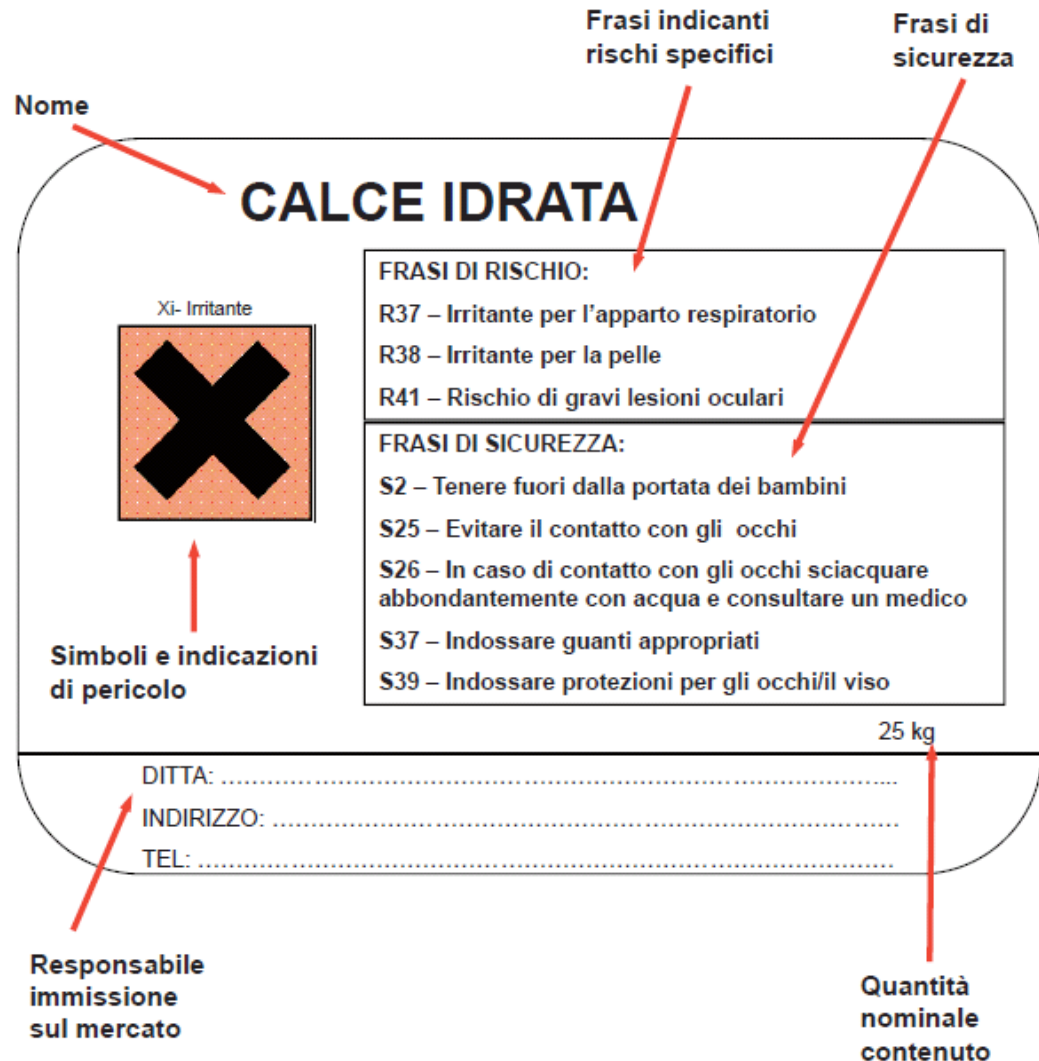 Frasi indicanti
rischi specifici
Frasi di
sicurezza
Nome
CALCE IDRATA
Xi- Irritante
FRASI DI RISCHIO:
R37 – Irritante per l'apparto respiratorio
R38 – Irritante per la pelle
R41 – Rischio di gravi lesioni oculari
FRASI DI SICUREZZA:
S2 – Tenere fuori dalla portata dei bambini
S25 – Evitare il contatto con gli occhi
S26 – In caso di contatto con gli occhi sciacquare
abbondantemente con acqua e consultare un medico
S37 – Indossare guanti appropriati
S39 – Indossare protezioni per gli occhi/il viso
Simboli e indicazioni
di pericolo
25 kg
DITTA: ............................................................................
INDIRIZZO: ......................................................................
TEL: ..............................................................................
Responsabile
immissione
sul mercato
Quantità
nominale
contenuto